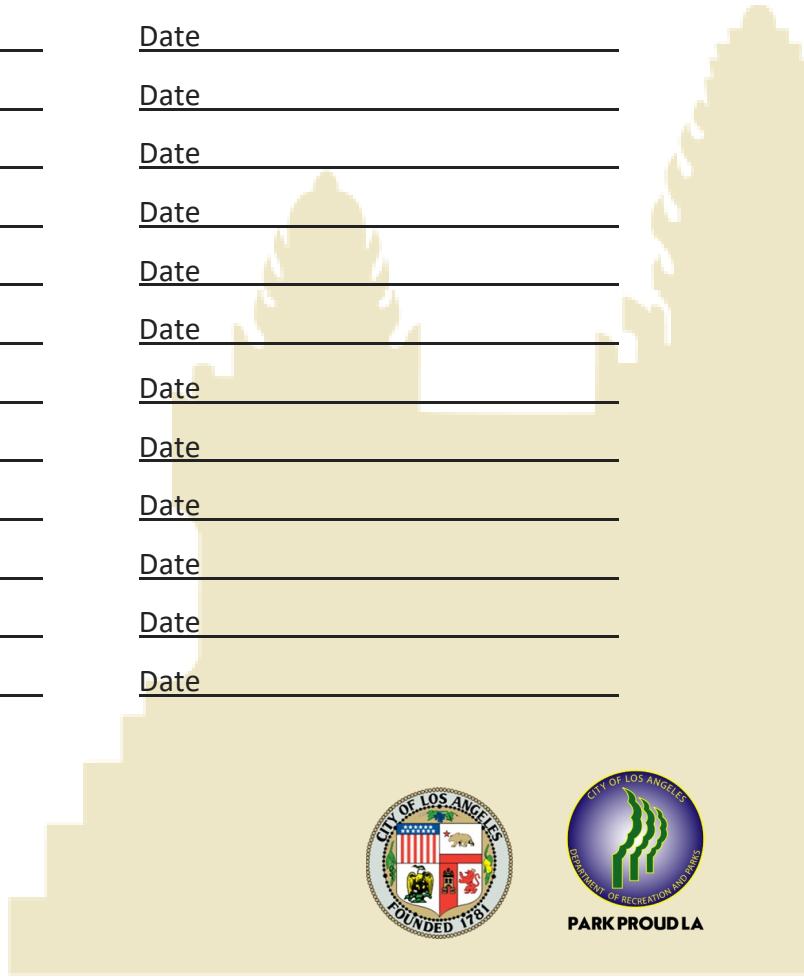 Date
Date
Date
Date
Date
Date
Date
Date
Date
Date
Date
Date
CITY OF LOS ANGELES
FOUNDED 1781
CITY OF LOS ANGELES
DEPARTMENT OF RECREATION AND PARKS
PARK PROUD LA